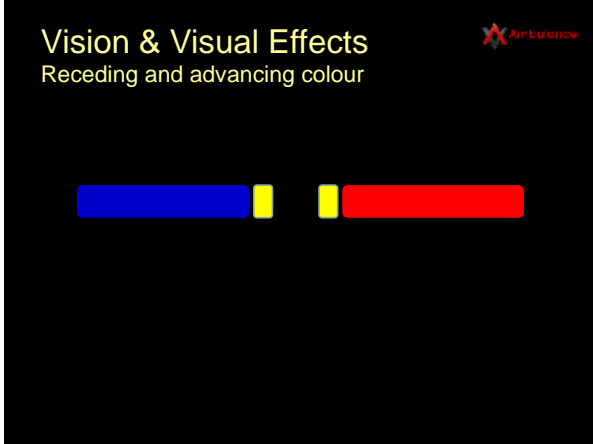 Vision & Visual Effects
Receding and advancing colour
Ambulance